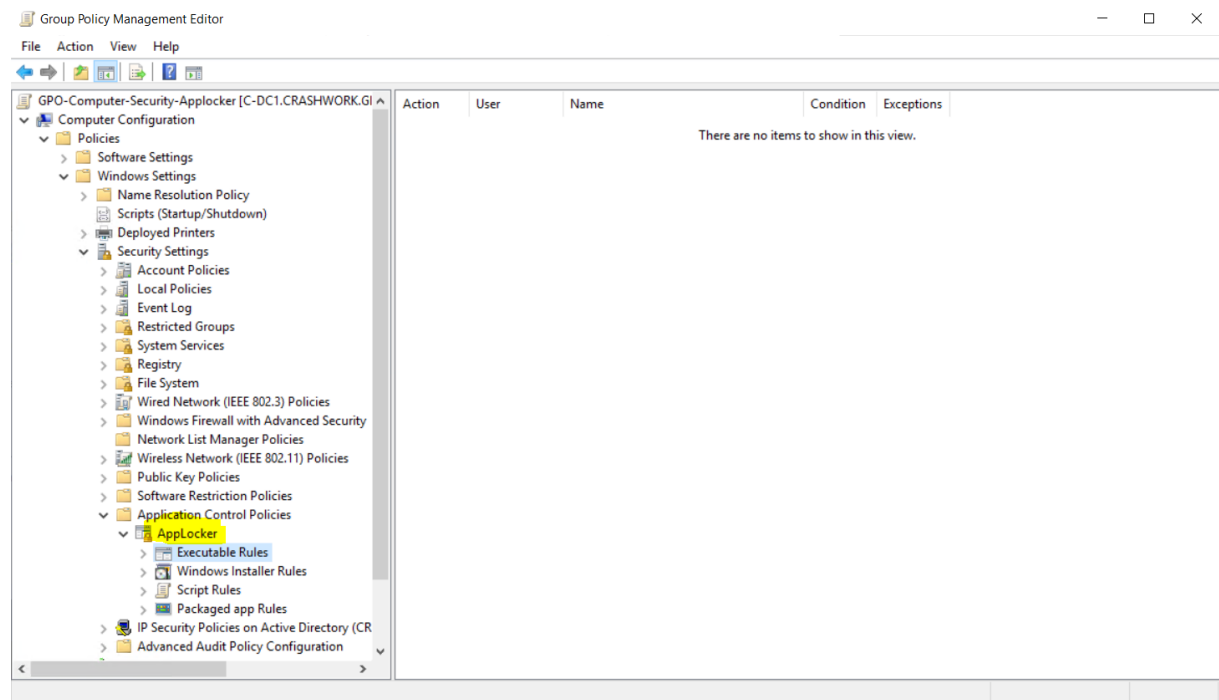 Group Policy Management Editor
File Action View Help
GPO-Computer-Security-Applocker [C-DC1.CRASHWORK.GI
Computer Configuration
Policies
Software Settings
Windows Settings
Name Resolution Policy
Scripts (Startup/Shutdown)
Deployed Printers
Security Settings
Account Policies
Local Policies
Event Log
Restricted Groups
System Services
Registry
File System
Wired Network (IEEE 802.3) Policies
Windows Firewall with Advanced Security
Network List Manager Policies
Wireless Network (IEEE 802.11) Policies
Public Key Policies
Software Restriction Policies
Application Control Policies
AppLocker
Executable Rules
Windows Installer Rules
Script Rules
Packaged app Rules
IP Security Policies on Active Directory (CR
Advanced Audit Policy Configuration
Action User Name Condition Exceptions
There are no items to show in this view.